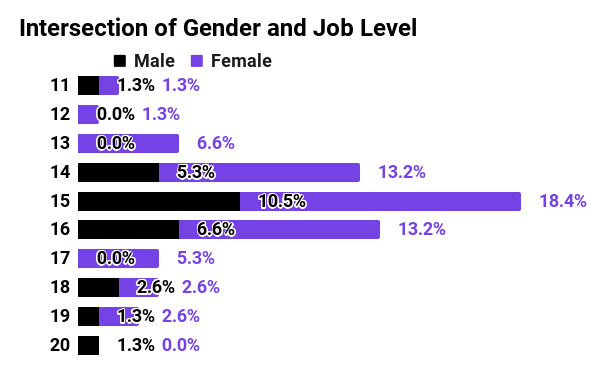 Intersection of Gender and Job Level
Male Female
11 1.3% 1.3%
12 0.0% 1.3%
13 0.0% 6.6%
14 5.3% 13.2%
15 10.5% 18.4%
16 6.6% 13.2%
17 0.0% 5.3%
18 2.6% 2.6%
19 1.3% 2.6%
20 1.3% 0.0%